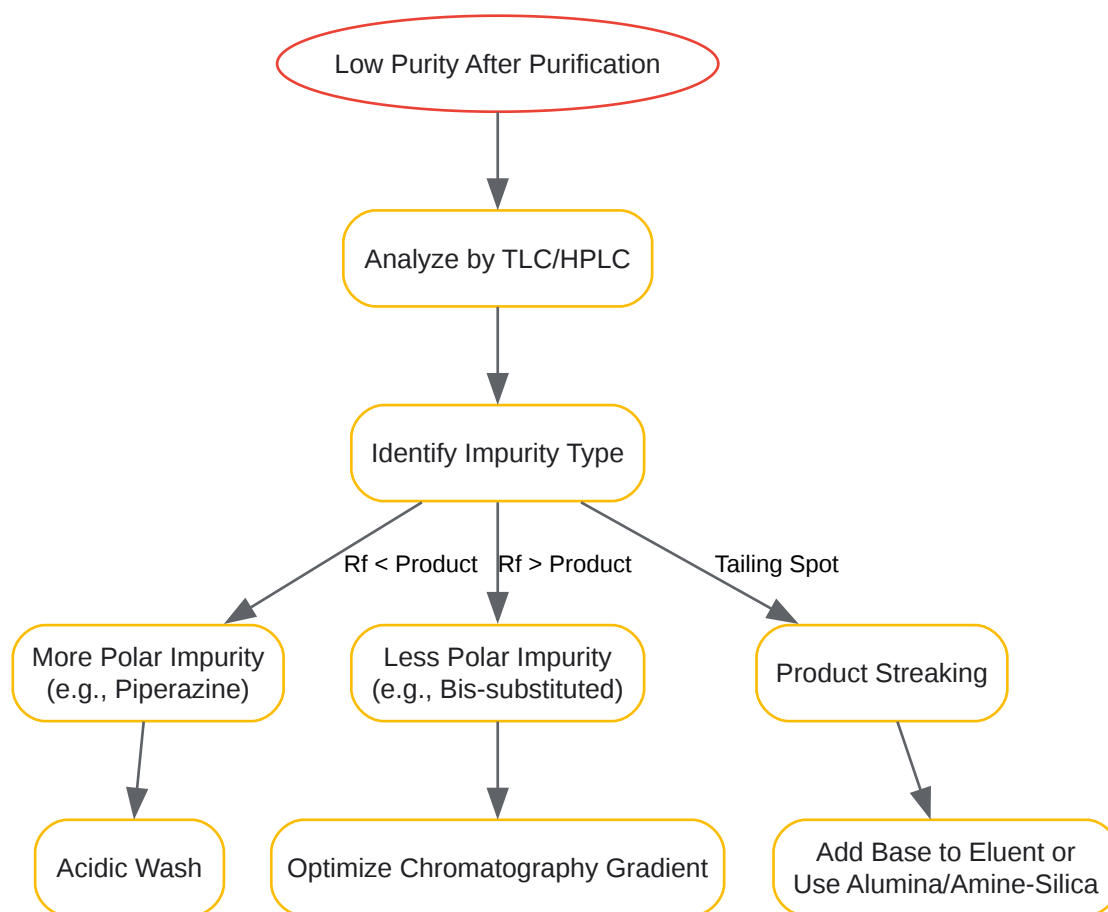 Low Purity After Purification
Analyze by TLC/HPLC
Identify Impurity Type
Rf < Product
Rf > Product
Tailing Spot
More Polar Impurity
(e.g., Piperazine)
Less Polar Impurity
(e.g., Bis-substituted)
Product Streaking
Acidic Wash
Optimize Chromatography Gradient
Add Base to Eluent or
Use Alumina/Amine-Silica